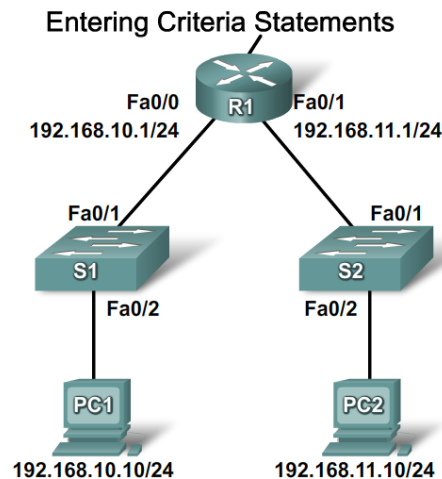 Entering Criteria Statements
Fa0/0
R1
Fa0/1
192.168.10.1/24
192.168.11.1/24
Fa0/1
Fa0/1
S1
S2
Fa0/2
Fa0/2
PC1
PC2
192.168.10.10/24
192.168.11.10/24